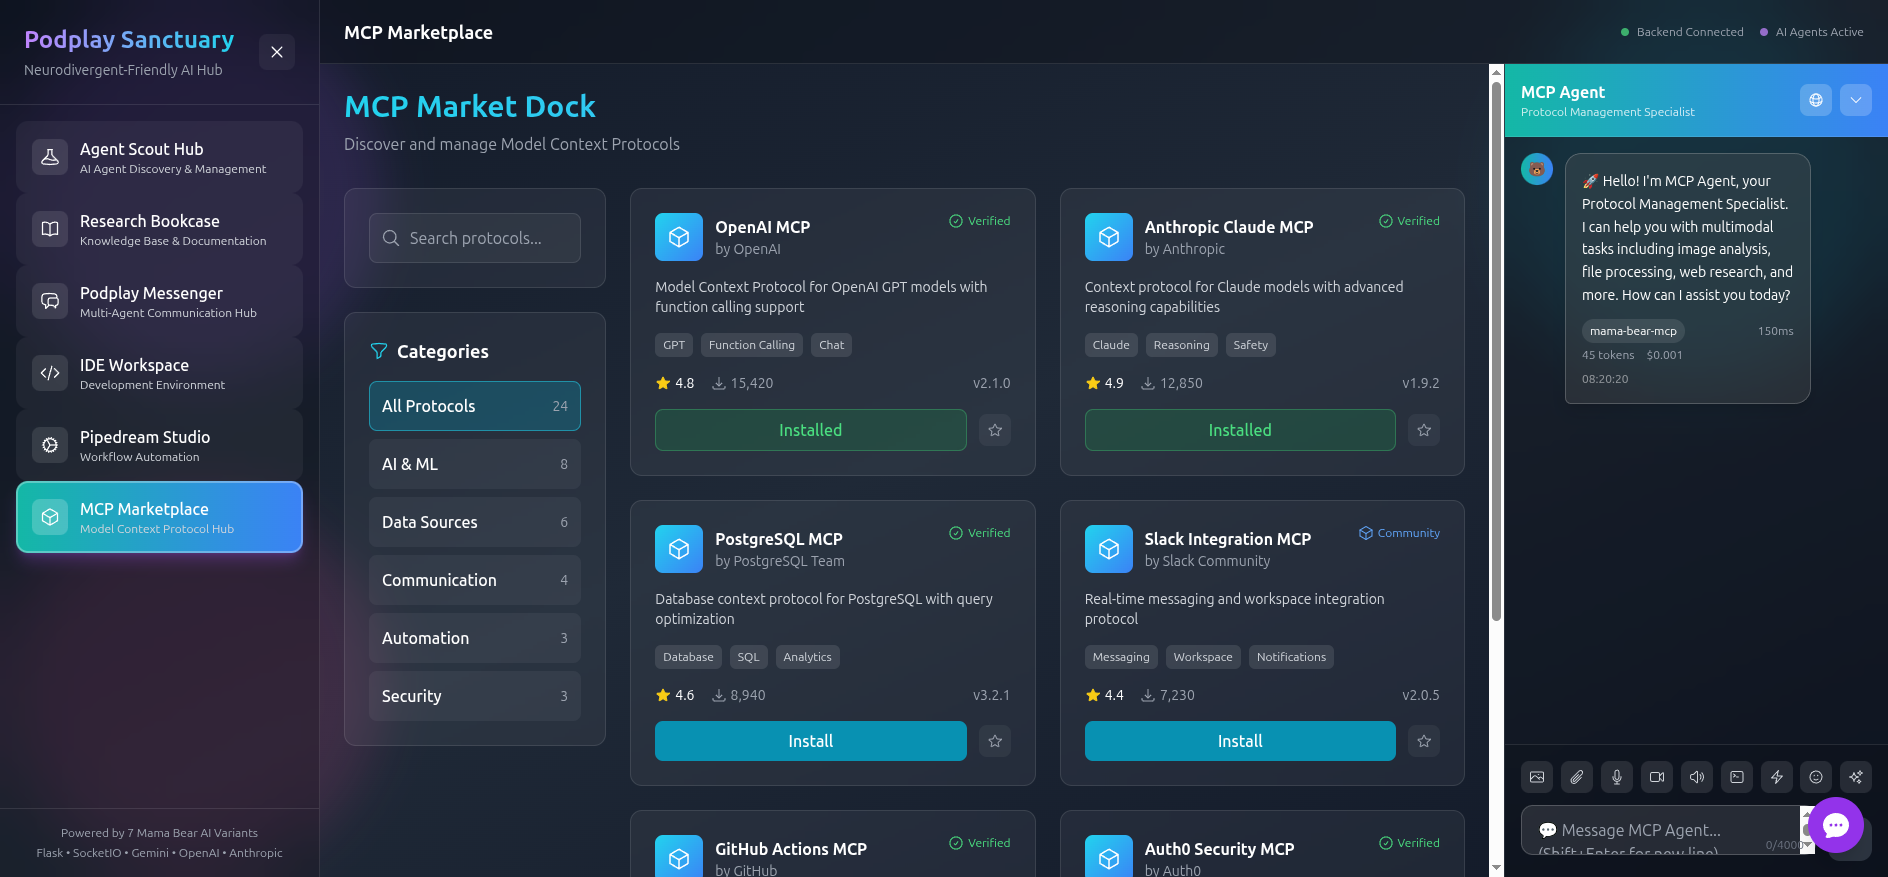 Podplay Sanctuary
Neurodivergent-Friendly AI Hub
Agent Scout Hub
AI Agent Discovery & Management
Research Bookcase
Knowledge Base & Documentation
Podplay Messenger
Multi-Agent Communication Hub
IDE Workspace
Development Environment
Pipedream Studio
Workflow Automation
MCP Marketplace
Model Context Protocol Hub
Powered by 7 Mama Bear AI Variants
Flask • SocketIO • Gemini • OpenAI • Anthropic
MCP Marketplace
Backend Connected
AI Agents Active
MCP Market Dock
Discover and manage Model Context Protocols
Search protocols...
Categories
All Protocols 24
AI & ML 8
Data Sources 6
Communication 4
Automation 3
Security 3
OpenAI MCP
Verified
by OpenAI
Model Context Protocol for OpenAI GPT models with
function calling support
GPT Function Calling Chat
4.8 15,420 v2.1.0
Installed
Anthropic Claude MCP
Verified
by Anthropic
Context protocol for Claude models with advanced
reasoning capabilities
Claude Reasoning Safety
4.9 12,850 v1.9.2
Installed
PostgreSQL MCP
Verified
by PostgreSQL Team
Database context protocol for PostgreSQL with query
optimization
Database SQL Analytics
4.6 8,940 v3.2.1
Install
Slack Integration MCP
Community
by Slack Community
Real-time messaging and workspace integration
protocol
Messaging Workspace Notifications
4.4 7,230 v2.0.5
Install
GitHub Actions MCP
Verified
by GitHub
Auth0 Security MCP
Verified
by Auth0
MCP Agent
Protocol Management Specialist
🚀 Hello! I'm MCP Agent, your
Protocol Management Specialist.
I can help you with multimodal
tasks including image analysis,
file processing, web research, and
more. How can I assist you today?
mama-bear-mcp 150ms
45 tokens $0.001
08:20:20
💬 Message MCP Agent...
(Shift+Enter for new line)
0/4000